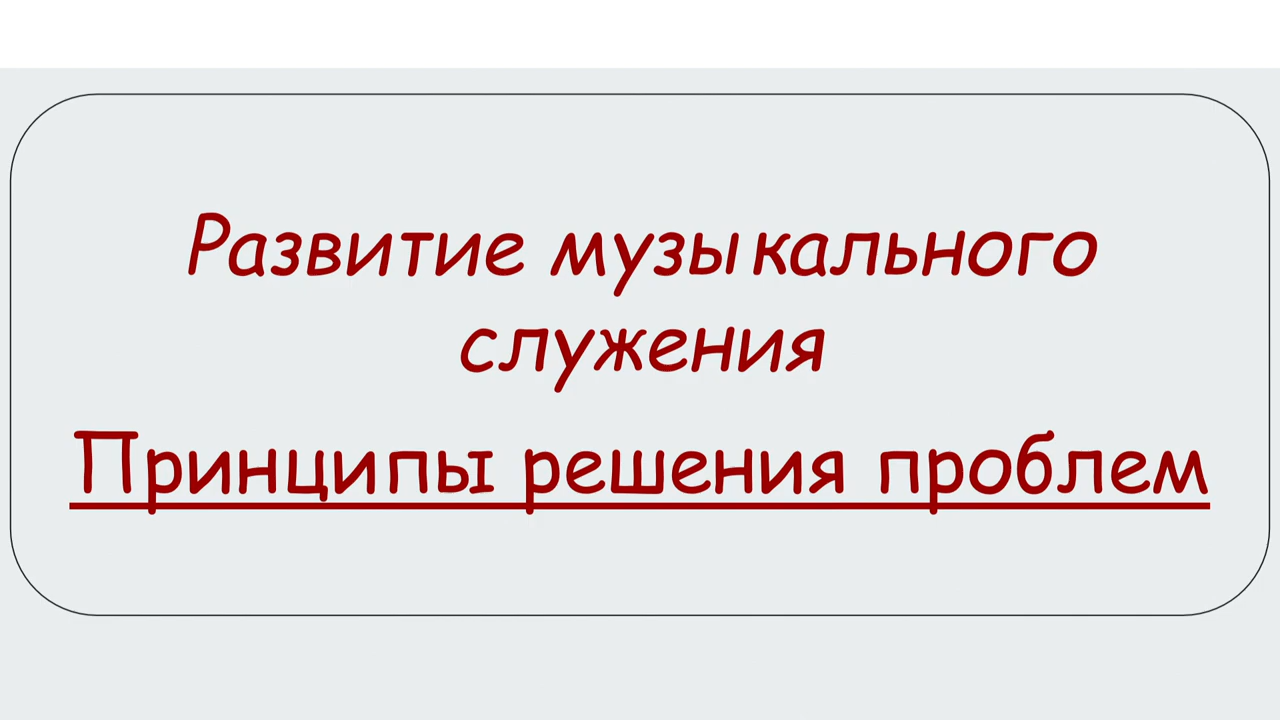 Развитие музыкального
служения
Принципы решения проблем